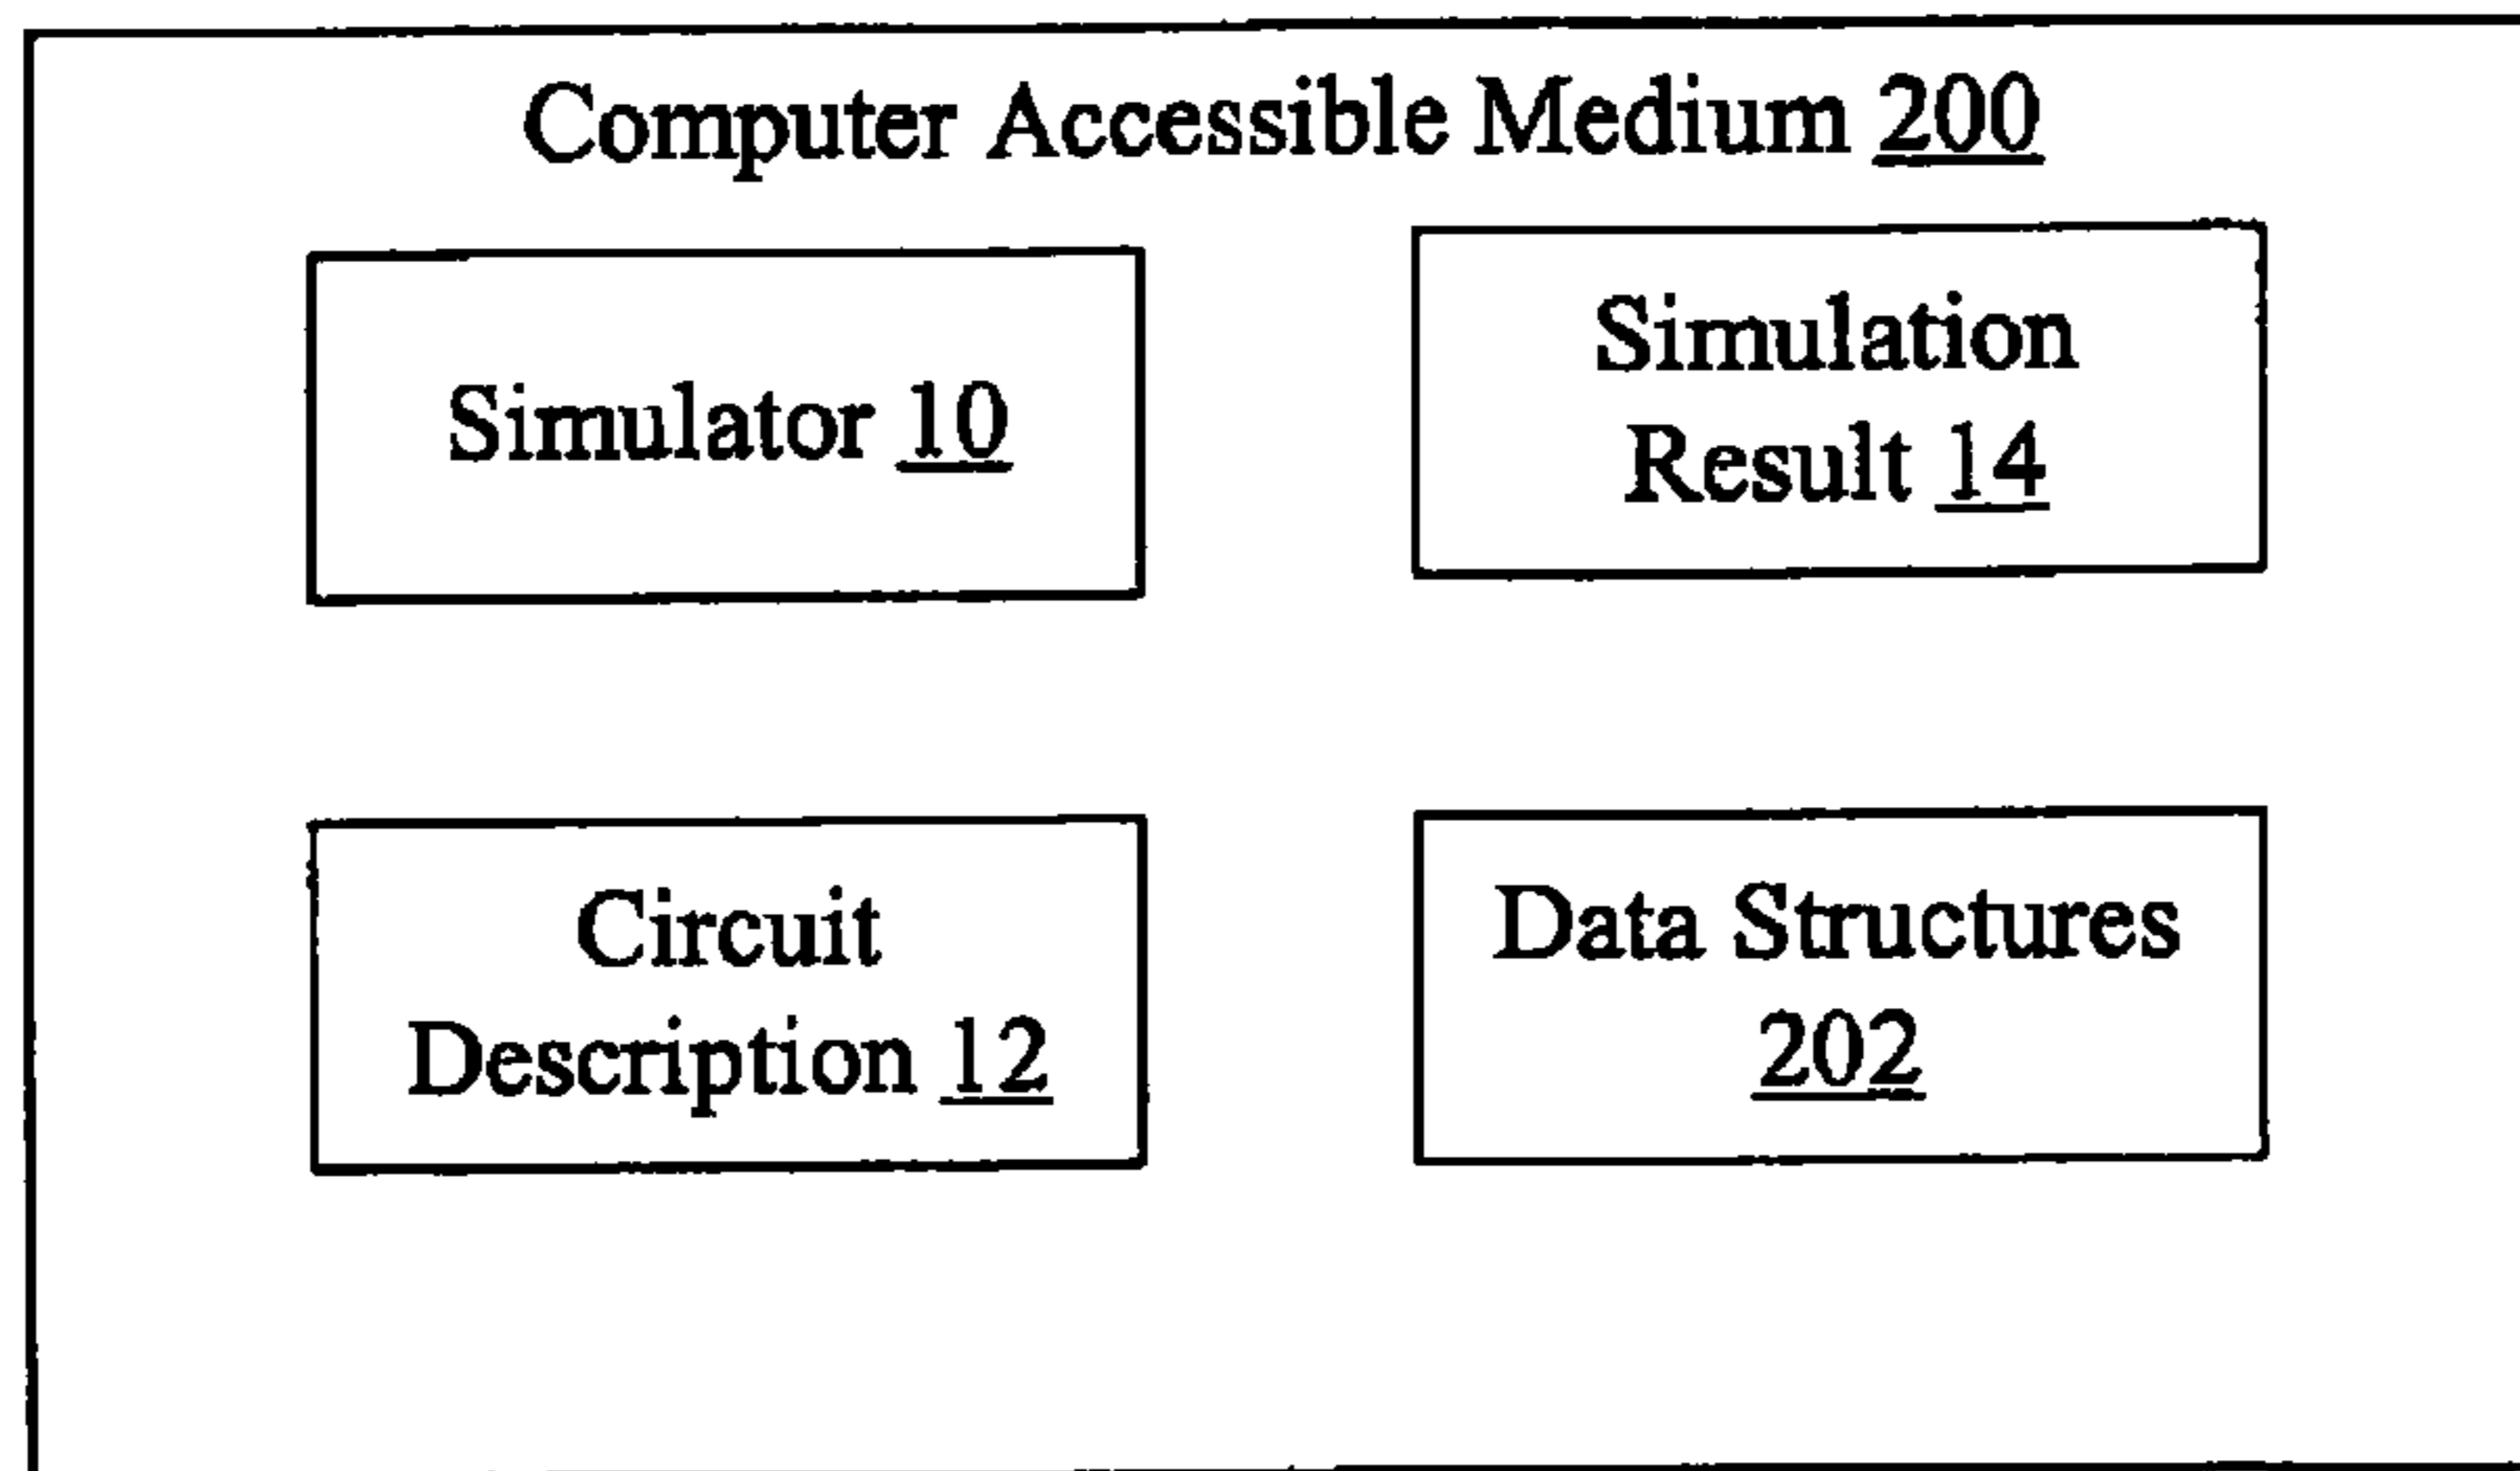 Computer Accessible Medium 200
Simulator 10
Simulation
Result 14
Circuit
Description 12
Data Structures
202